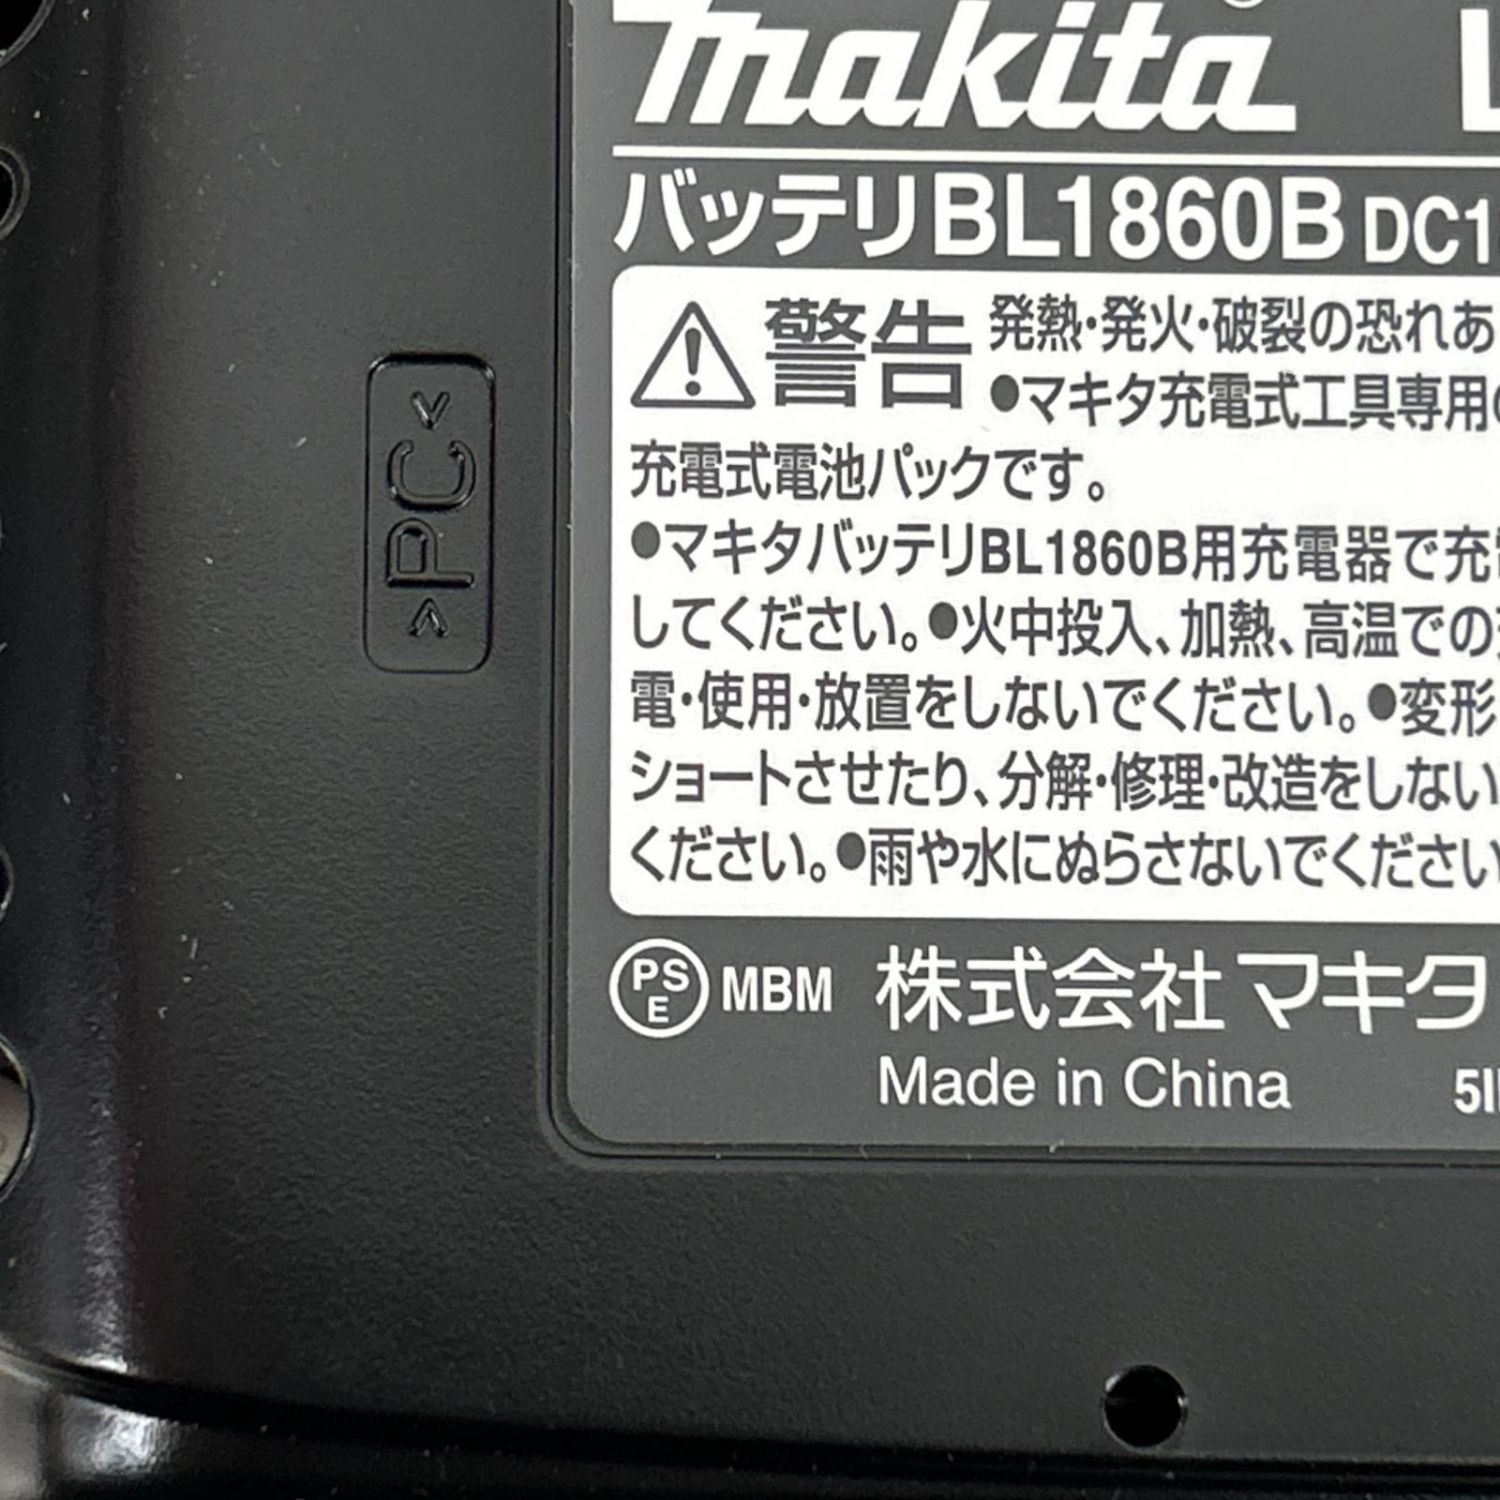 makita
バッテリBL1860B DC1
警告 発熱・発火・破裂の恐れあ
●マキタ充電式工具専用
充電式電池パックです。
●マキタバッテリBL1860B用充電器で充
してください。●火中投入、加熱、高温での
電・使用・放置をしないでください。●変形
ショートさせたり、分解・修理・改造をしない
ください。●雨や水にぬらさないでください
PS
E
MBM 株式会社マキタ
Made in China
>PC<